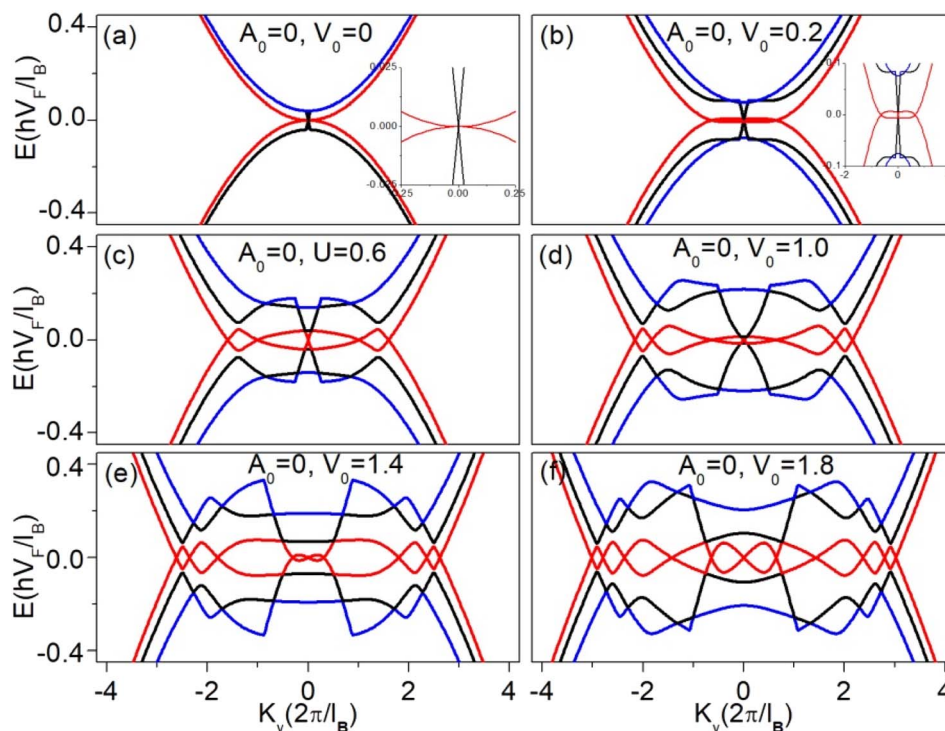 (a) A0=0, V0=0
(b) A0=0, V0=0.2
E(hVF/lB)
0.4
0.0
-0.4
0.025
0.000
-0.025
-0.25 0.00 0.25
0.1
0.0
-0.1
-2 0
(c) A0=0, U=0.6
(d) A0=0, V0=1.0
E(hVF/lB)
0.4
0.0
-0.4
(e) A0=0, V0=1.4
(f) A0=0, V0=1.8
E(hVF/lB)
0.4
0.0
-0.4
-4 -2 0 2 4
-2 0 2 4
Ky(2π/lB)
Ky(2π/lB)